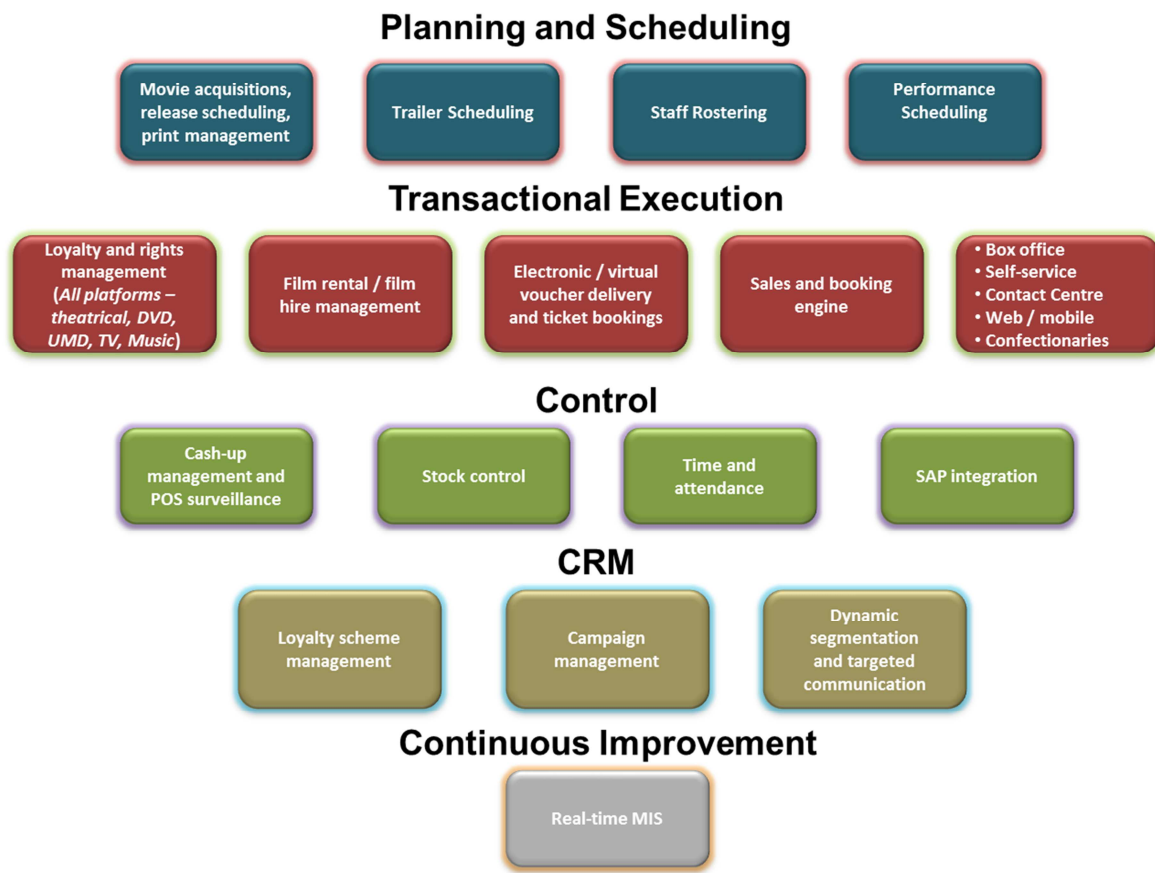 Planning and Scheduling
Movie acquisitions,
release scheduling,
print management
Trailer Scheduling
Staff Rostering
Performance
Scheduling
Transactional Execution
Loyalty and rights
management
(All platforms –
theatrical, DVD,
UMD, TV, Music)
Film rental / film
hire management
Electronic / virtual
voucher delivery
and ticket bookings
Sales and booking
engine
• Box office
• Self-service
• Contact Centre
• Web / mobile
• Confectionaries
Control
Cash-up
management and
POS surveillance
Stock control
Time and
attendance
SAP integration
CRM
Loyalty scheme
management
Campaign
management
Dynamic
segmentation
and targeted
communication
Continuous Improvement
Real-time MIS